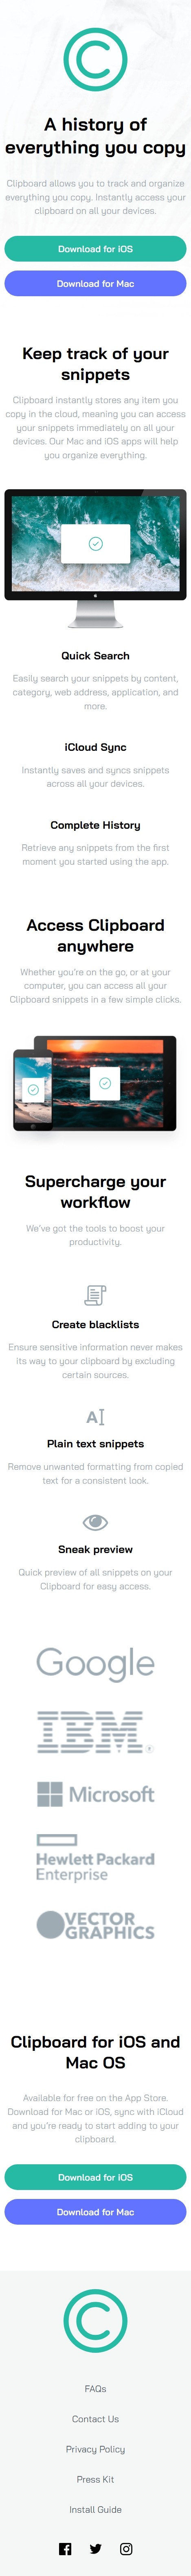 A history of
everything you copy
Clipboard allows you to track and organize
everything you copy. Instantly access your
clipboard on all your devices.
Download for iOS
Download for Mac
Keep track of your
snippets
Clipboard instantly stores any item you
copy in the cloud, meaning you can access
your snippets immediately on all your
devices. Our Mac and iOS apps will help
you organize everything.
Quick Search
Easily search your snippets by content,
category, web address, application, and
more.
iCloud Sync
Instantly saves and syncs snippets
across all your devices.
Complete History
Retrieve any snippets from the first
moment you started using the app.
Access Clipboard
anywhere
Whether you’re on the go, or at your
computer, you can access all your
Clipboard snippets in a few simple clicks.
Supercharge your
workflow
We’ve got the tools to boost your
productivity.
Create blacklists
Ensure sensitive information never makes
its way to your clipboard by excluding
certain sources.
Plain text snippets
Remove unwanted formatting from copied
text for a consistent look.
Sneak preview
Quick preview of all snippets on your
Clipboard for easy access.
Google
IBM
Microsoft
Hewlett Packard
Enterprise
VECTOR
GRAPHICS
Clipboard for iOS and
Mac OS
Available for free on the App Store.
Download for Mac or iOS, sync with iCloud
and you’re ready to start adding to your
clipboard.
Download for iOS
Download for Mac
FAQs
Contact Us
Privacy Policy
Press Kit
Install Guide